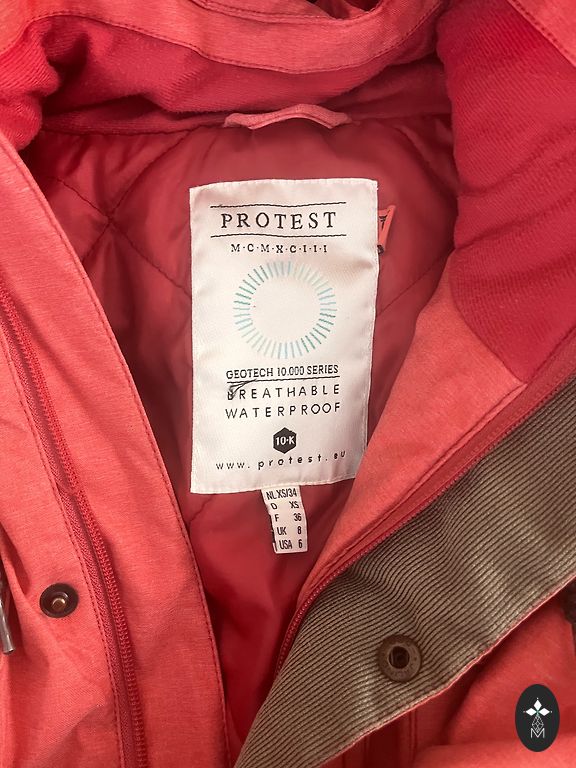 PROTEST
M·C·M·X·C·I·I·I
GEOTECH 10.000 SERIES
BREATHABLE
WATERPROOF
10-K
www.protest.eu
NL XS/34
D XS
F 36
UK 8
USA 6
M